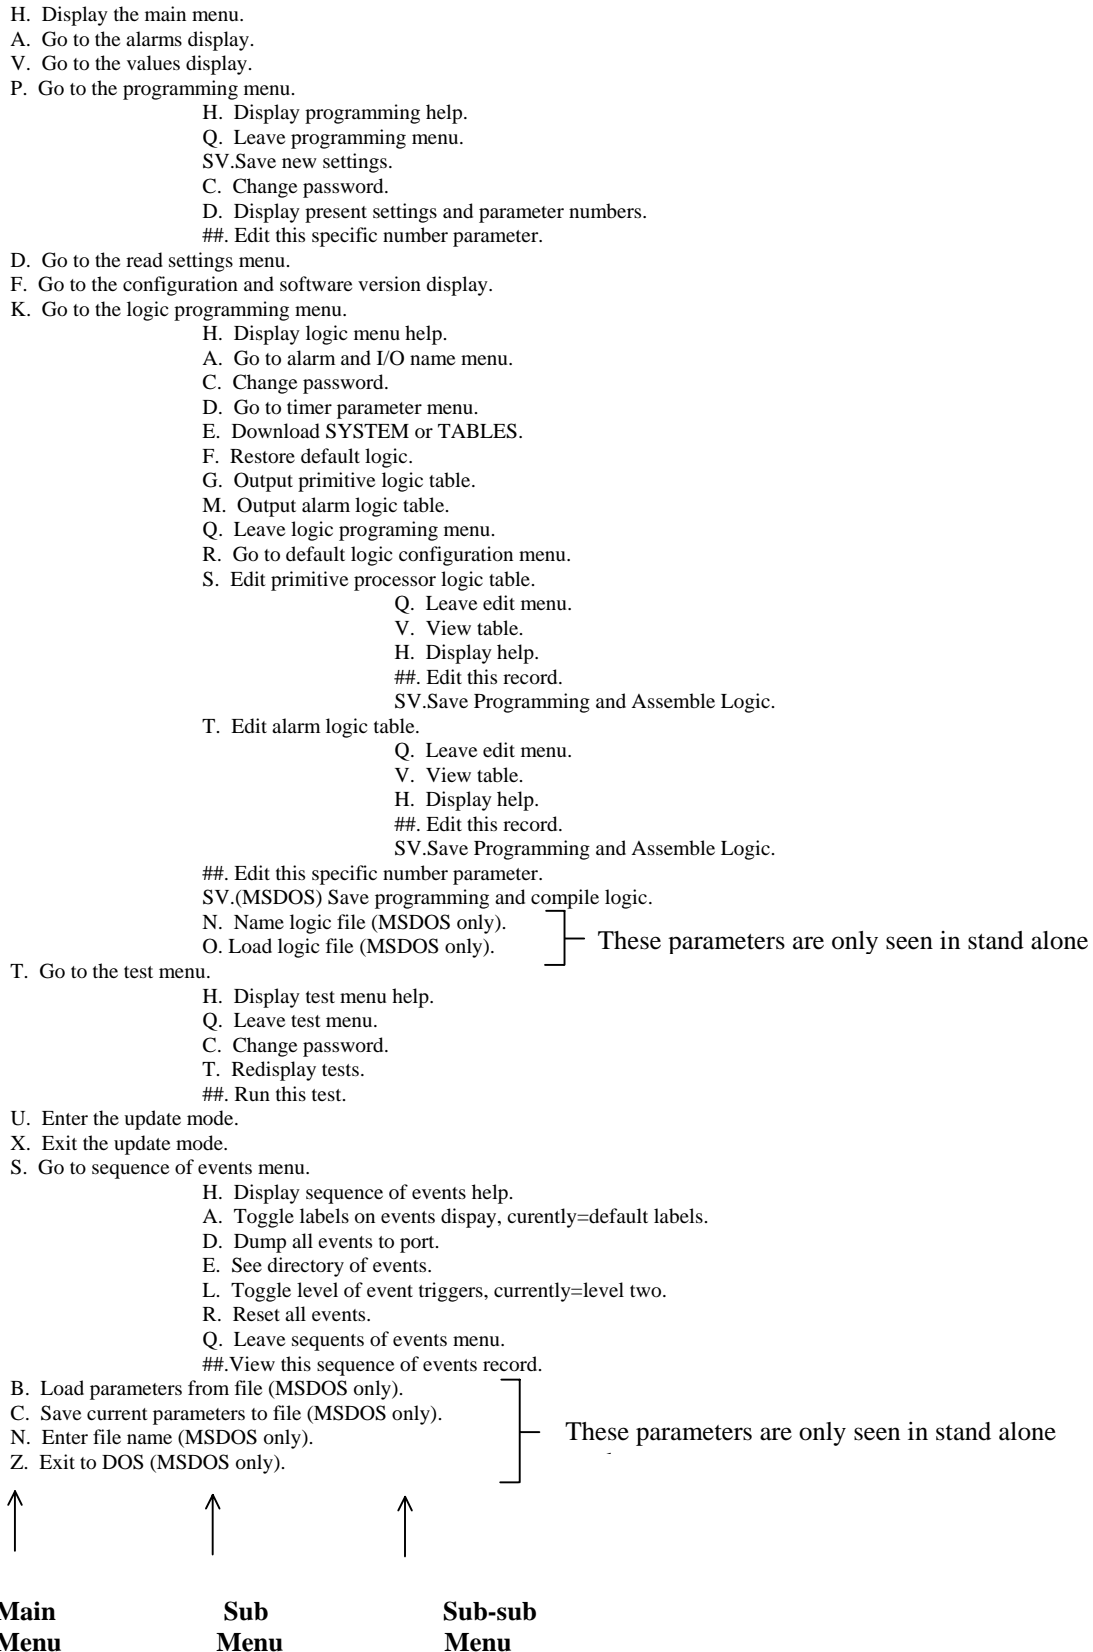 H. Display the main menu.
A. Go to the alarms display.
V. Go to the values display.
P. Go to the programming menu.
H. Display programming help.
Q. Leave programming menu.
SV.Save new settings.
C. Change password.
D. Display present settings and parameter numbers.
##. Edit this specific number parameter.
D. Go to the read settings menu.
F. Go to the configuration and software version display.
K. Go to the logic programming menu.
H. Display logic menu help.
A. Go to alarm and I/O name menu.
C. Change password.
D. Go to timer parameter menu.
E. Download SYSTEM or TABLES.
F. Restore default logic.
G. Output primitive logic table.
M. Output alarm logic table.
Q. Leave logic programing menu.
R. Go to default logic configuration menu.
S. Edit primitive processor logic table.
Q. Leave edit menu.
V. View table.
H. Display help.
##. Edit this record.
SV.Save Programming and Assemble Logic.
T. Edit alarm logic table.
Q. Leave edit menu.
V. View table.
H. Display help.
##. Edit this record.
SV.Save Programming and Assemble Logic.
##. Edit this specific number parameter.
SV.(MSDOS) Save programming and compile logic.
N. Name logic file (MSDOS only).
O. Load logic file (MSDOS only).
These parameters are only seen in stand alone
T. Go to the test menu.
H. Display test menu help.
Q. Leave test menu.
C. Change password.
T. Redisplay tests.
##. Run this test.
U. Enter the update mode.
X. Exit the update mode.
S. Go to sequence of events menu.
H. Display sequence of events help.
A. Toggle labels on events dispay, curently=default labels.
D. Dump all events to port.
E. See directory of events.
L. Toggle level of event triggers, currently=level two.
R. Reset all events.
Q. Leave sequents of events menu.
##.View this sequence of events record.
B. Load parameters from file (MSDOS only).
C. Save current parameters to file (MSDOS only).
N. Enter file name (MSDOS only).
Z. Exit to DOS (MSDOS only).
These parameters are only seen in stand alone
Main Menu
Sub Menu
Sub-sub Menu